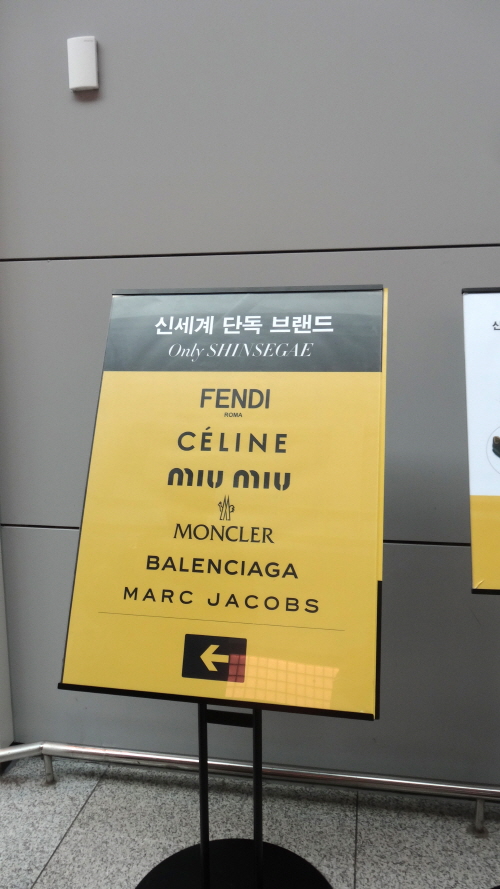 신세계 단독 브랜드
Only SHINSEGAE
FENDI
ROMA
CÉLINE
miu miu
MONCLER
BALENCIAGA
MARC JACOBS
신